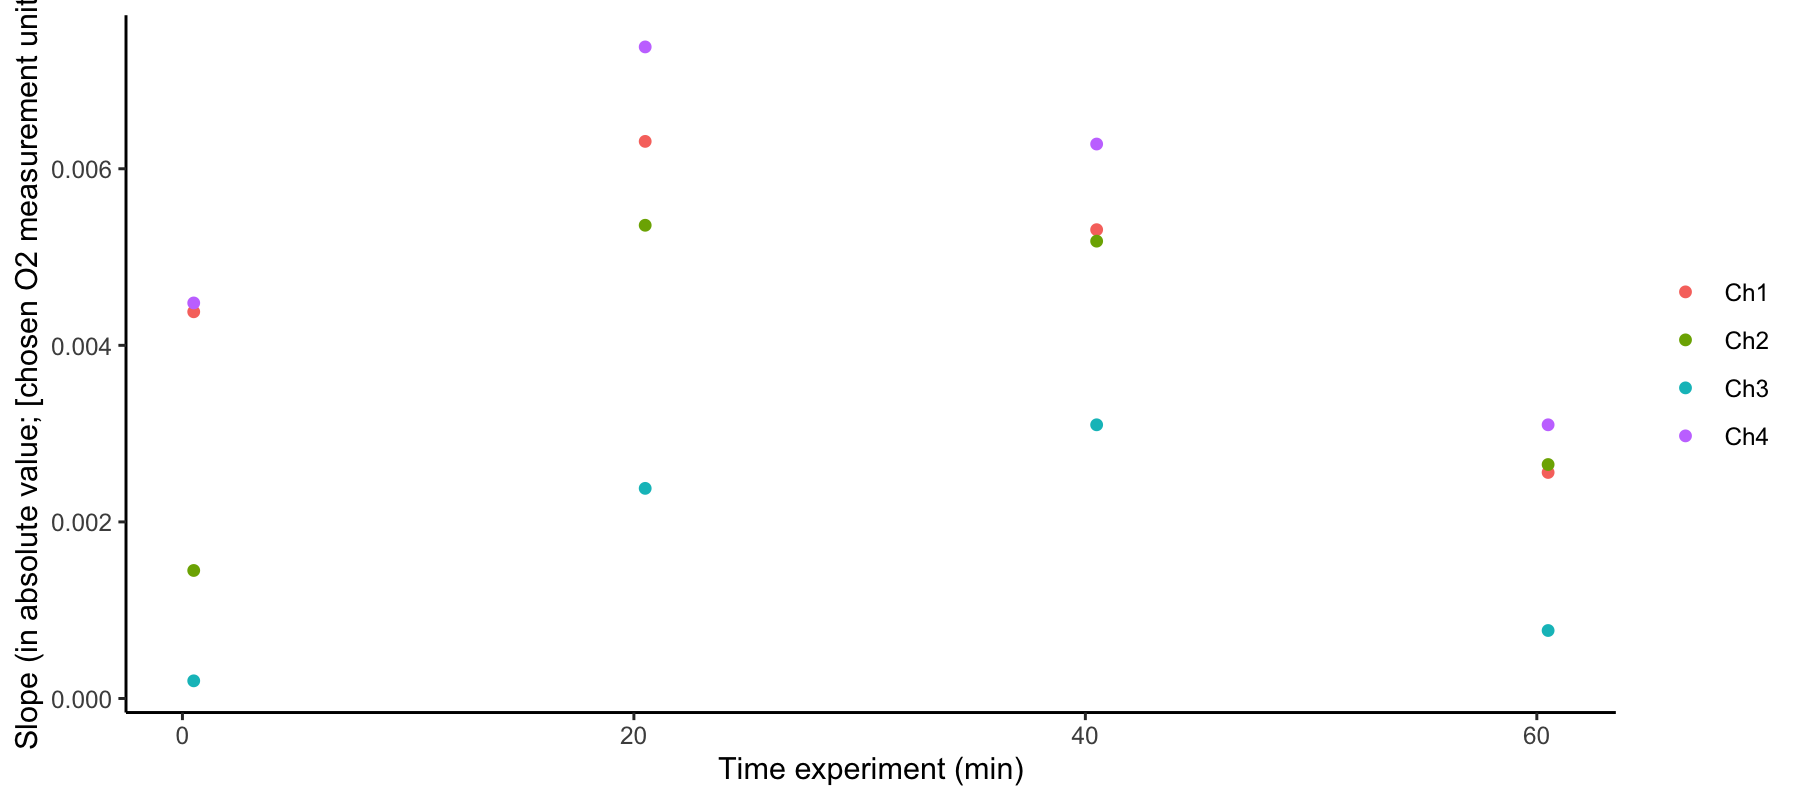 Slope (in absolute value; [chosen O2 measurement unit
0.006
0.004
0.002
0.000
0
20
40
60
Time experiment (min)
Ch1
Ch2
Ch3
Ch4